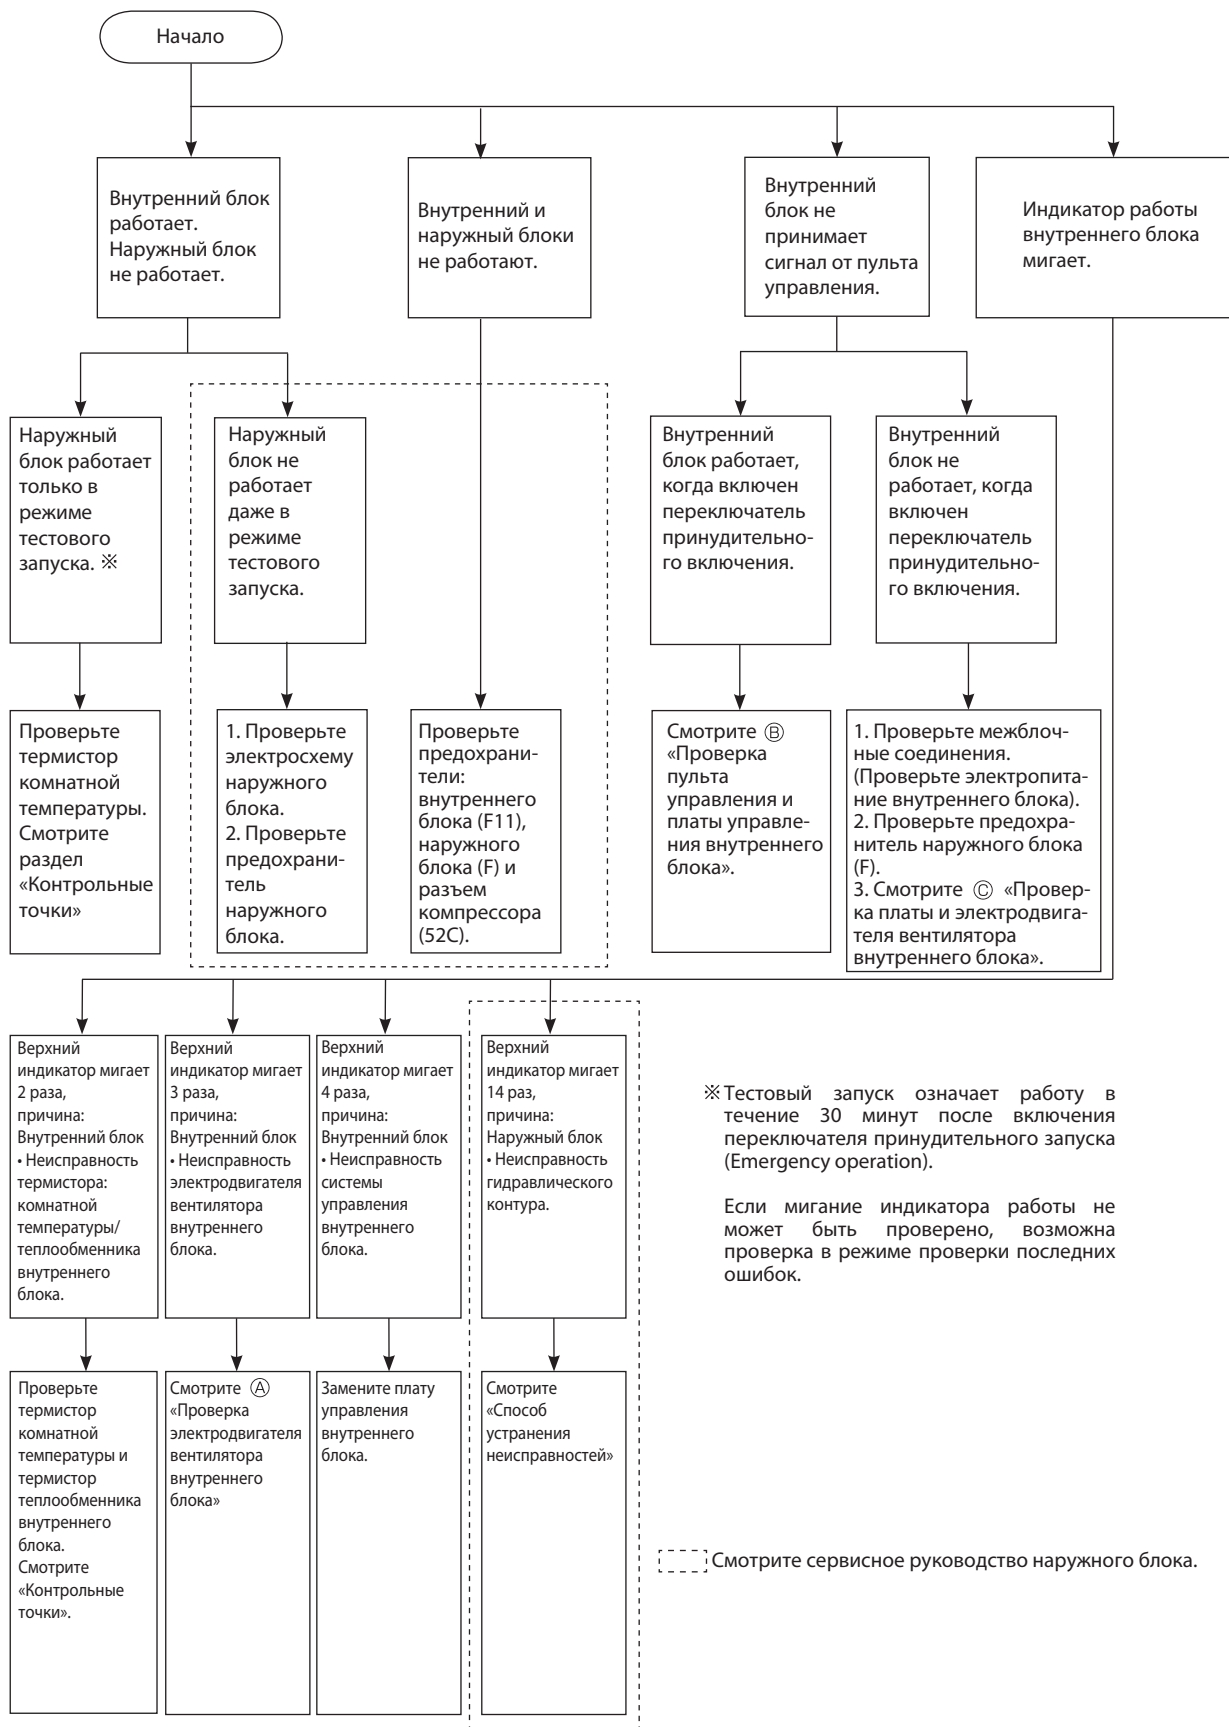 Начало
Внутренний блок
работает.
Наружный блок
не работает.
Внутренний и
наружный блоки
не работают.
Внутренний
блок не
принимает
сигнал от пульта
управления.
Индикатор работы
внутреннего блока
мигает.
Наружный
блок работает
только в
режиме
тестового
запуска. ※
Наружный
блок не
работает
даже в
режиме
тестового
запуска.
Внутренний
блок работает,
когда включен
переключатель
принудительно-
го включения.
Внутренний
блок не
работает, когда
включен
переключатель
принудительно-
го включения.
Проверьте
термистор
комнатной
температуры.
Смотрите
раздел
«Контрольные
точки»
1. Проверьте
электросхему
наружного
блока.
2. Проверьте
предохрани-
тель
наружного
блока.
Проверьте
предохрани-
тели:
внутреннего
блока (F11),
наружного
блока (F) и
разъем
компрессора
(52C).
Смотрите Ⓑ
«Проверка
пульта
управления и
платы управле-
ния внутреннего
блока».
1. Проверьте межблоч-
ные соединения.
(Проверьте электропита-
ние внутреннего блока).
2. Проверьте предохра-
нитель наружного блока
(F).
3. Смотрите Ⓒ «Провер-
ка платы и электродвига-
теля вентилятора
внутреннего блока».
Верхний
индикатор мигает
2 раза,
причина:
Внутренний блок
• Неисправность
термистора:
комнатной
температуры/
теплообменника
внутреннего
блока.
Верхний
индикатор мигает
3 раза,
причина:
Внутренний блок
• Неисправность
электродвигателя
вентилятора
внутреннего
блока.
Верхний
индикатор мигает
4 раза,
причина:
Внутренний блок
• Неисправность
системы
управления
внутреннего
блока.
Верхний
индикатор мигает
14 раз,
причина:
Наружный блок
• Неисправность
гидравлического
контура.
※ Тестовый запуск означает работу в
течение 30 минут после включения
переключателя принудительного запуска
(Emergency operation).
Если мигание индикатора работы не
может быть проверено, возможна
проверка в режиме проверки последних
ошибок.
Проверьте
термистор
комнатной
температуры и
термистор
теплообменника
внутреннего
блока.
Смотрите
«Контрольные
точки».
Смотрите Ⓐ
«Проверка
электродвигателя
вентилятора
внутреннего
блока»
Замените плату
управления
внутреннего
блока.
Смотрите
«Способ
устранения
неисправностей»
Смотрите сервисное руководство наружного блока.